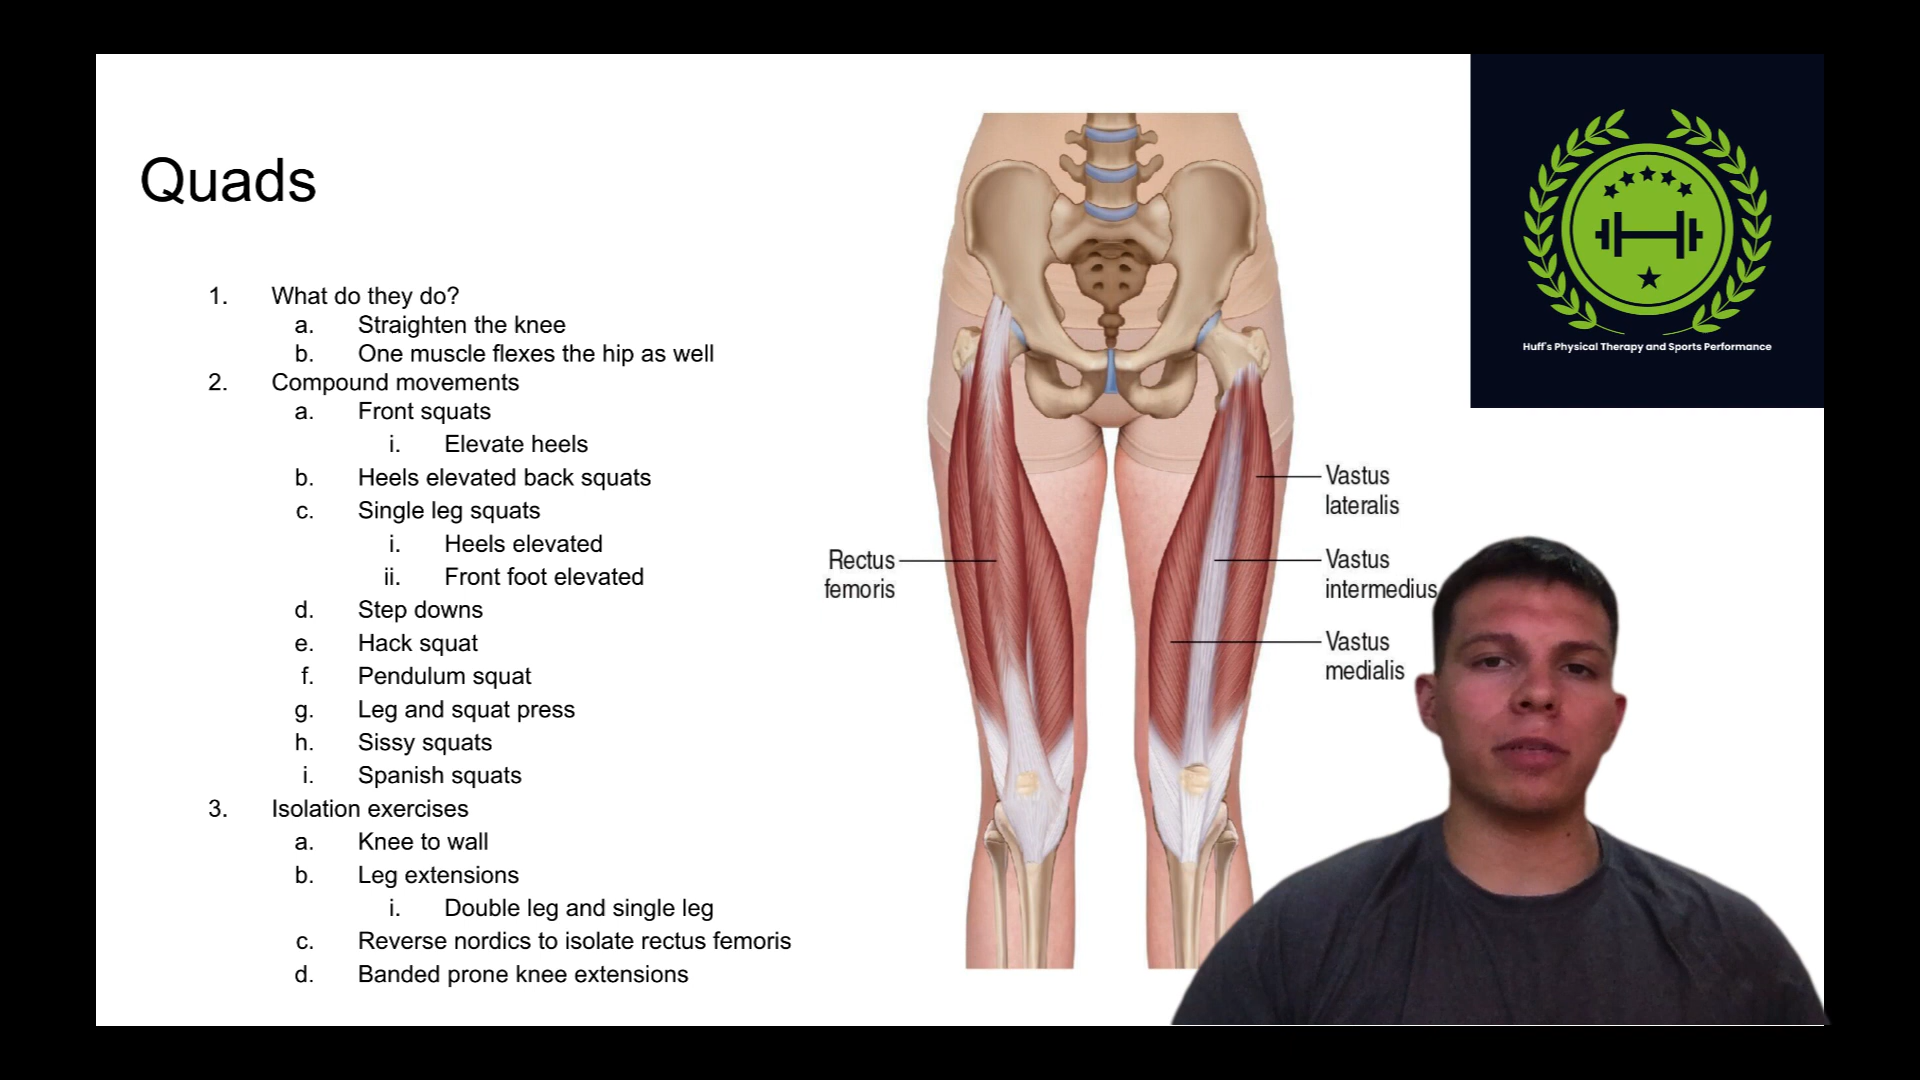 Quads
1. What do they do?
a. Straighten the knee
b. One muscle flexes the hip as well
2. Compound movements
a. Front squats
i. Elevate heels
b. Heels elevated back squats
c. Single leg squats
i. Heels elevated
ii. Front foot elevated
d. Step downs
e. Hack squat
f. Pendulum squat
g. Leg and squat press
h. Sissy squats
i. Spanish squats
3. Isolation exercises
a. Knee to wall
b. Leg extensions
i. Double leg and single leg
c. Reverse nordics to isolate rectus femoris
d. Banded prone knee extensions
Rectus
femoris
Vastus
lateralis
Vastus
intermedius
Vastus
medialis
Huff's Physical Therapy and Sports Performance